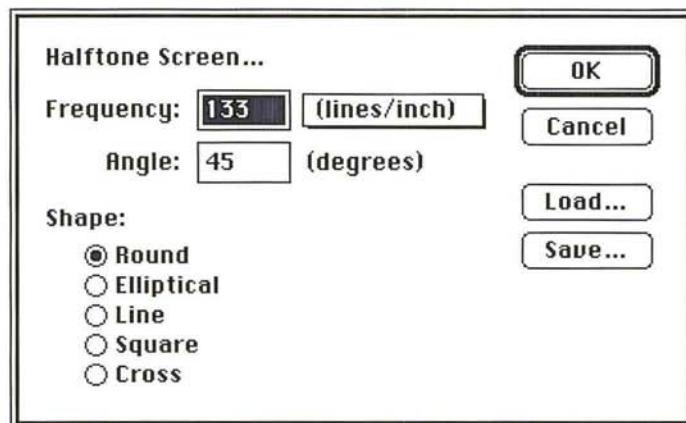 Halftone Screen...
Frequency: 133 (lines/inch)
Angle: 45 (degrees)
Shape:
Round
Elliptical
Line
Square
Cross
OK
Cancel
Load...
Save...